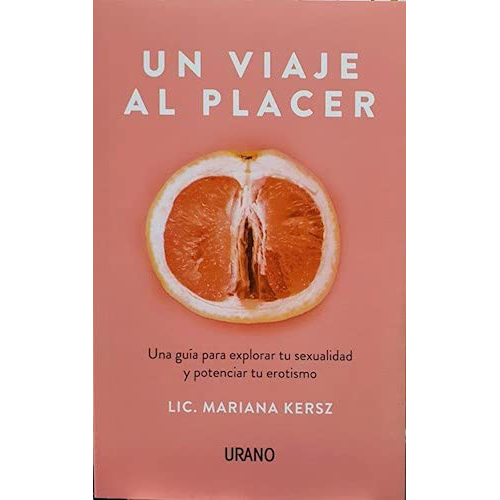 UN VIAJE
AL PLACER
Una guía para explorar tu sexualidad
y potenciar tu erotismo
LIC. MARIANA KERSZ
URANO